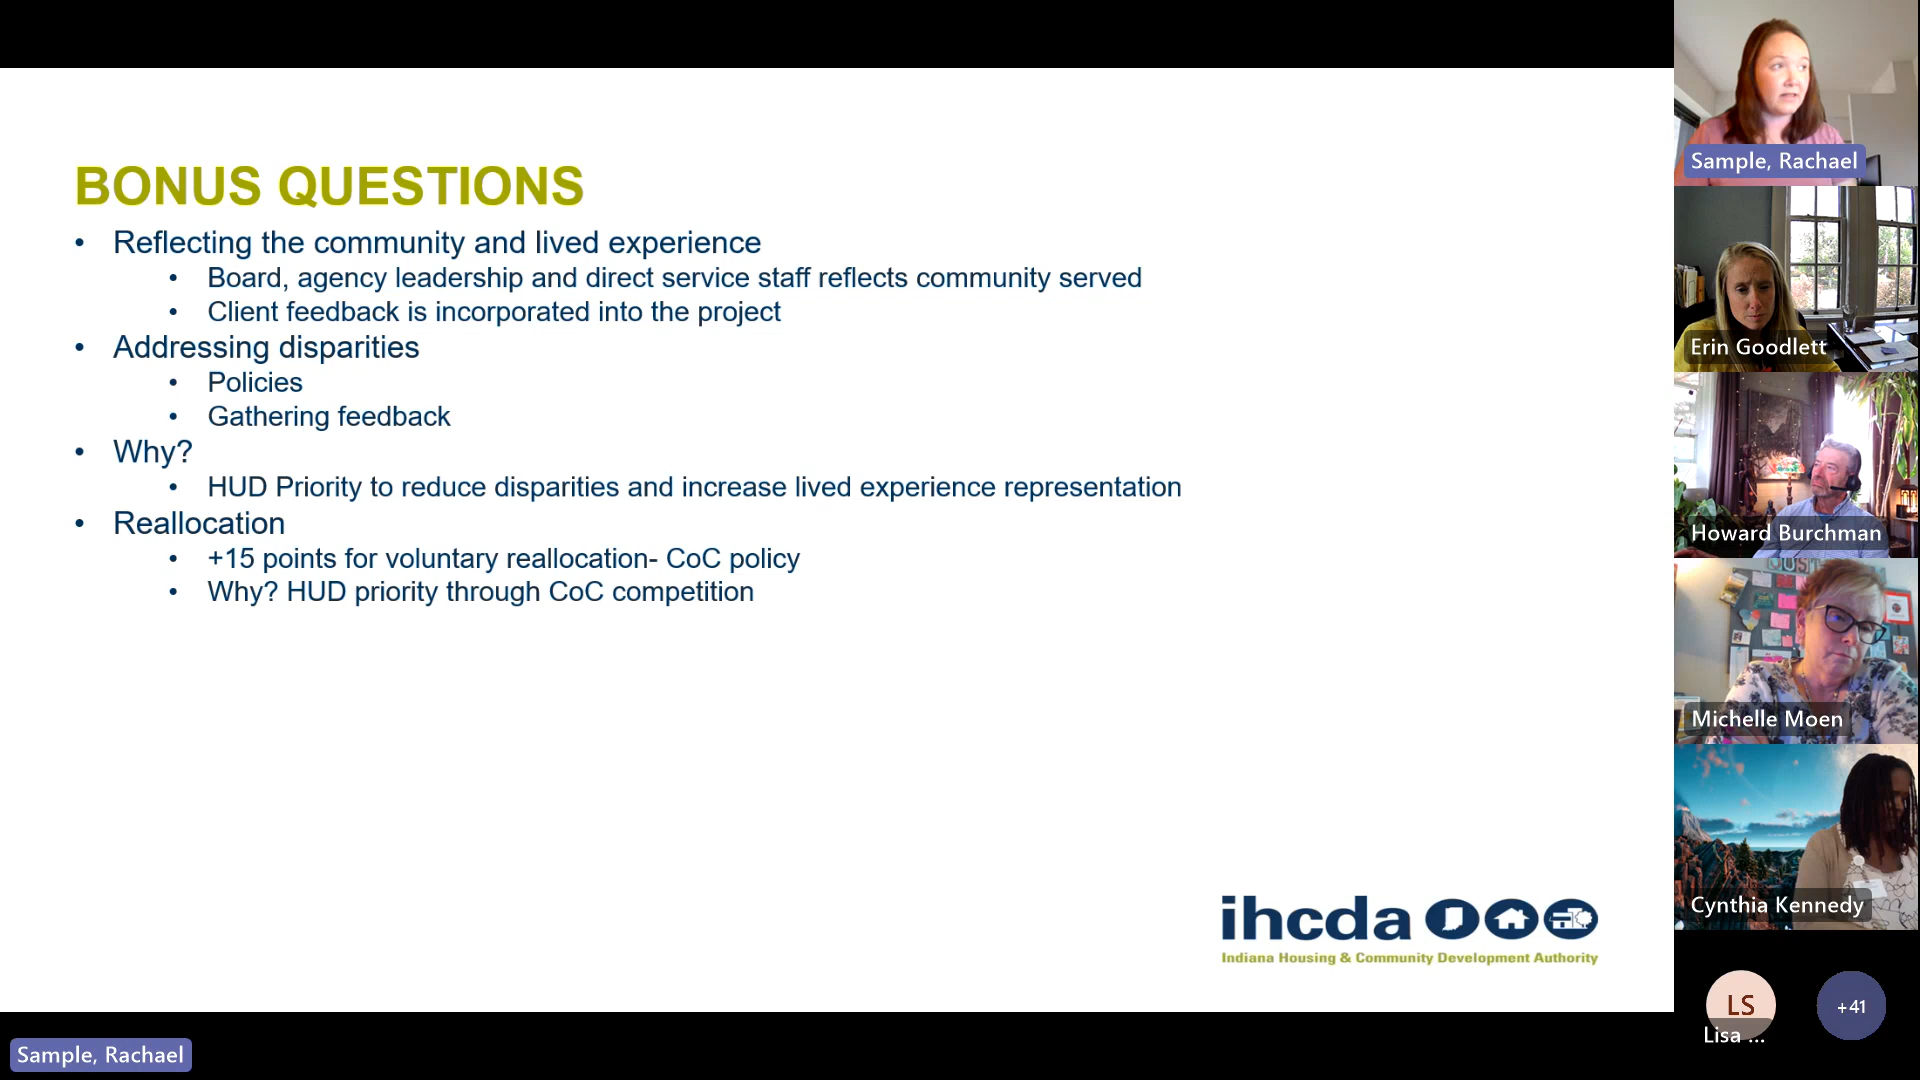 BONUS QUESTIONS
• Reflecting the community and lived experience
• Board, agency leadership and direct service staff reflects community served
• Client feedback is incorporated into the project
• Addressing disparities
• Policies
• Gathering feedback
• Why?
• HUD Priority to reduce disparities and increase lived experience representation
• Reallocation
• +15 points for voluntary reallocation- CoC policy
• Why? HUD priority through CoC competition
ihcda
Indiana Housing & Community Development Authority
Sample, Rachael
Sample, Rachael
Erin Goodlett
Howard Burchman
Michelle Moen
Cynthia Kennedy
LS
Lisa ...
+41